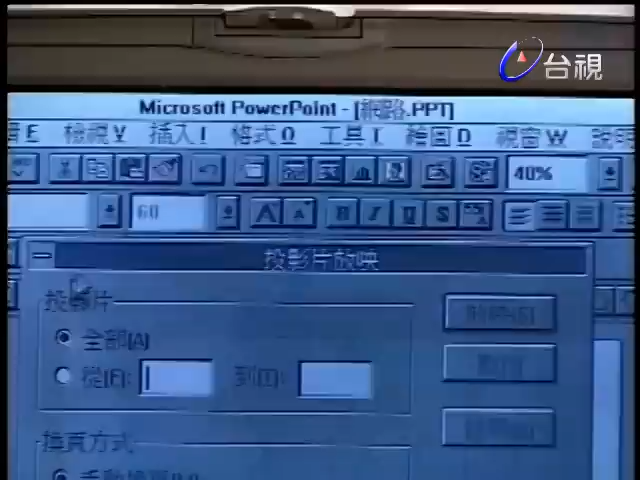 台視
Microsoft PowerPoint - [網路.PPT]
E 檢視V 插入I 格式O 工具T 繪圖D 視窗W 說明
40%
60 A A B I U S
投影片放映
投影片
全部(A)
從(F): 到(T):
換頁方式